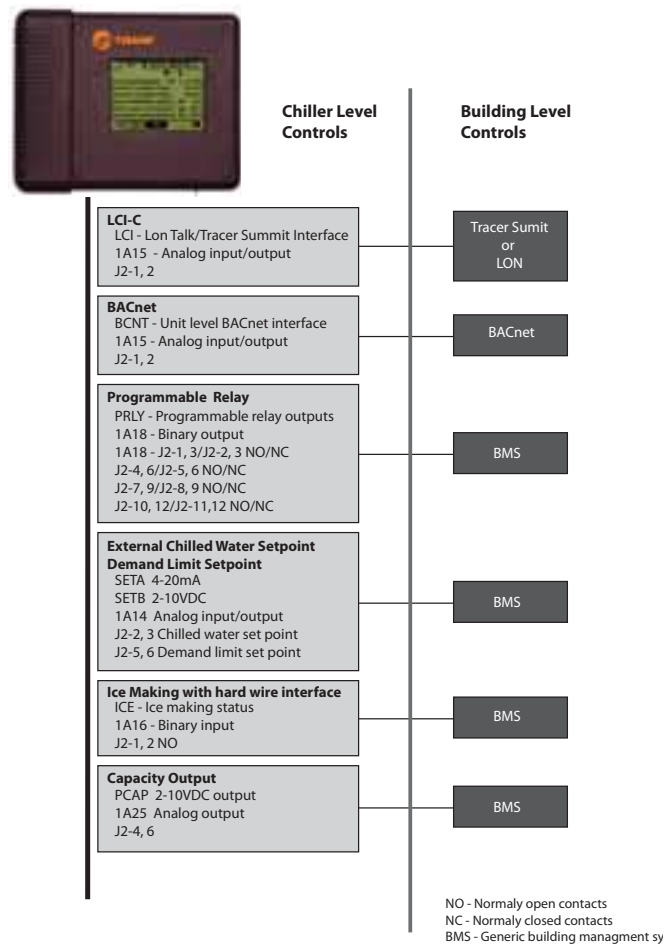 Chiller Level
Controls
Building Level
Controls
LCI-C
LCI - Lon Talk/Tracer Summit Interface
1A15 - Analog input/output
J2-1, 2
Tracer Sumit
or
LON
BACnet
BCNT - Unit level BACnet interface
1A15 - Analog input/output
J2-1, 2
BACnet
Programmable Relay
PRLY - Programmable relay outputs
1A18 - Binary output
1A18 - J2-1, 3/J2-2, 3 NO/NC
J2-4, 6/J2-5, 6 NO/NC
J2-7, 9/J2-8, 9 NO/NC
J2-10, 12/J2-11,12 NO/NC
BMS
External Chilled Water Setpoint
Demand Limit Setpoint
SETA 4-20mA
SETB 2-10VDC
1A14 Analog input/output
J2-2, 3 Chilled water set point
J2-5, 6 Demand limit set point
BMS
Ice Making with hard wire interface
ICE - Ice making status
1A16 - Binary input
J2-1, 2 NO
BMS
Capacity Output
PCAP 2-10VDC output
1A25 Analog output
J2-4, 6
BMS
NO - Normaly open contacts
NC - Normaly closed contacts
BMS - Generic building managment sy